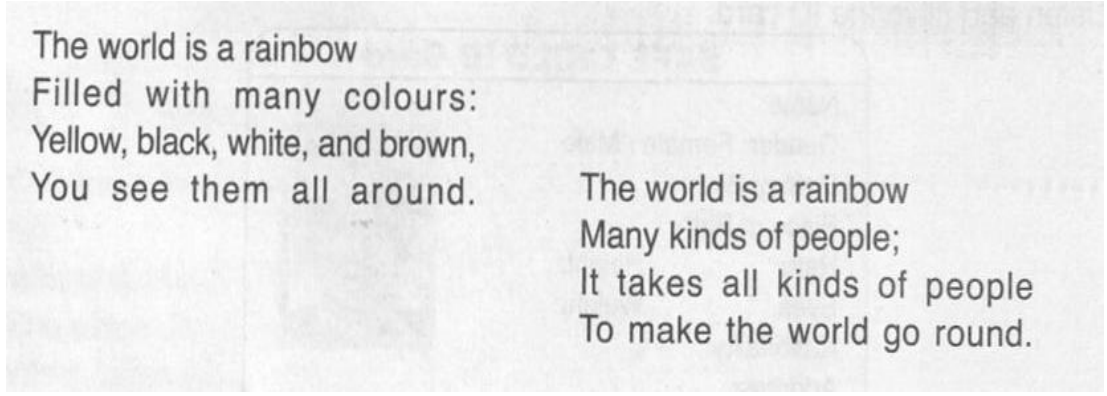 The world is a rainbow
Filled with many colours:
Yellow, black, white, and brown,
You see them all around.
The world is a rainbow
Many kinds of people;
It takes all kinds of people
To make the world go round.